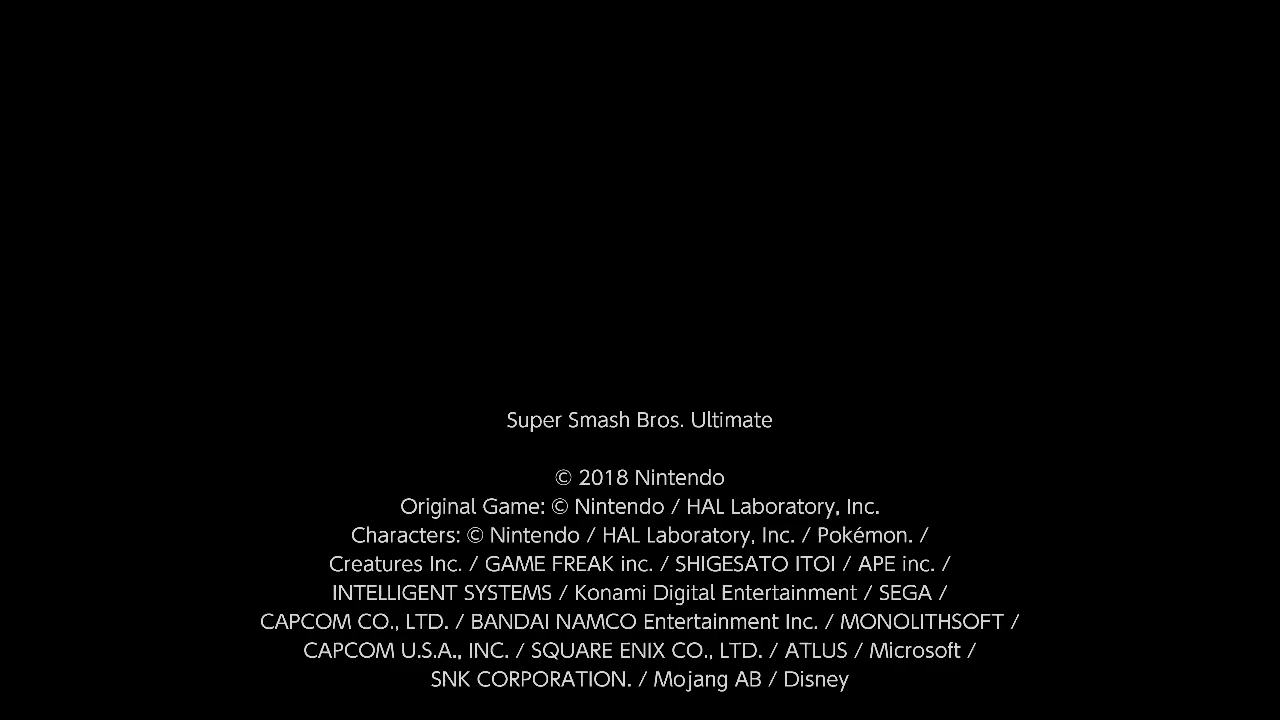 Super Smash Bros. Ultimate
© 2018 Nintendo
Original Game: © Nintendo / HAL Laboratory, Inc.
Characters: © Nintendo / HAL Laboratory, Inc. / Pokémon. /
Creatures Inc. / GAME FREAK inc. / SHIGESATO ITOI / APE inc. /
INTELLIGENT SYSTEMS / Konami Digital Entertainment / SEGA /
CAPCOM CO., LTD. / BANDAI NAMCO Entertainment Inc. / MONOLITHSOFT /
CAPCOM U.S.A., INC. / SQUARE ENIX CO., LTD. / ATLUS / Microsoft /
SNK CORPORATION. / Mojang AB / Disney